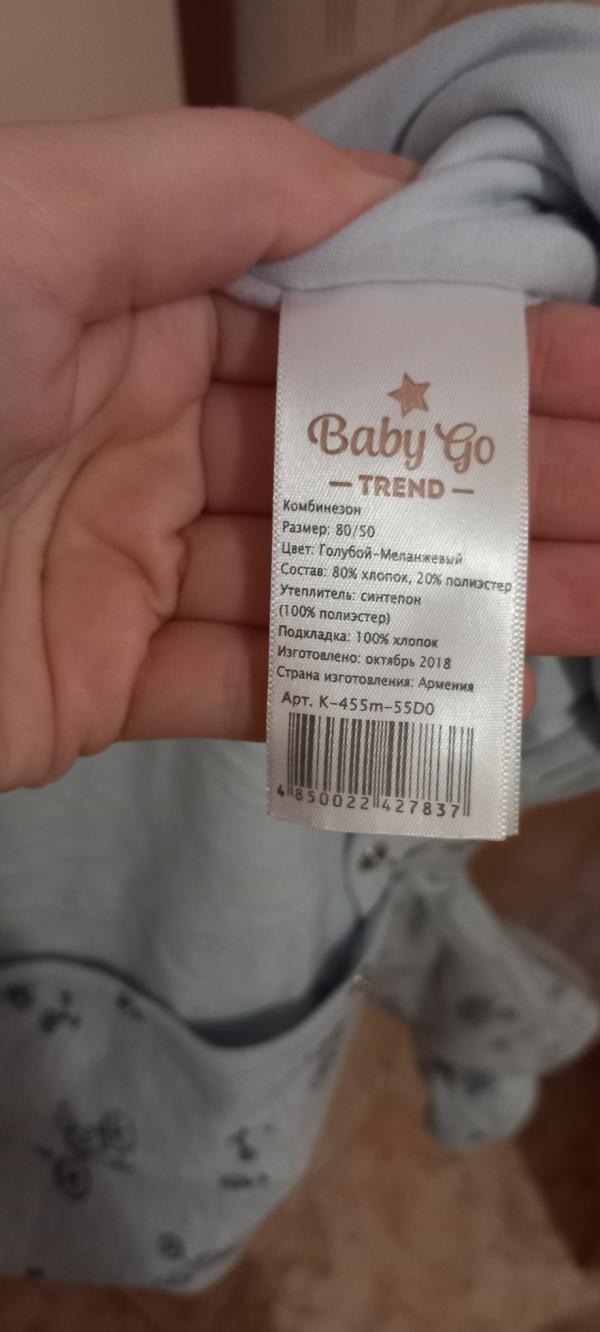 Baby Go
— TREND —
Комбинезон
Размер: 80/50
Цвет: Голубой-Меланжевый
Состав: 80% хлопок, 20% полиэстер
Утеплитель: синтепон
(100% полиэстер)
Подкладка: 100% хлопок
Изготовлено: октябрь 2018
Страна изготовления: Армения
Арт. К-455m-55D0
4 850022 427837